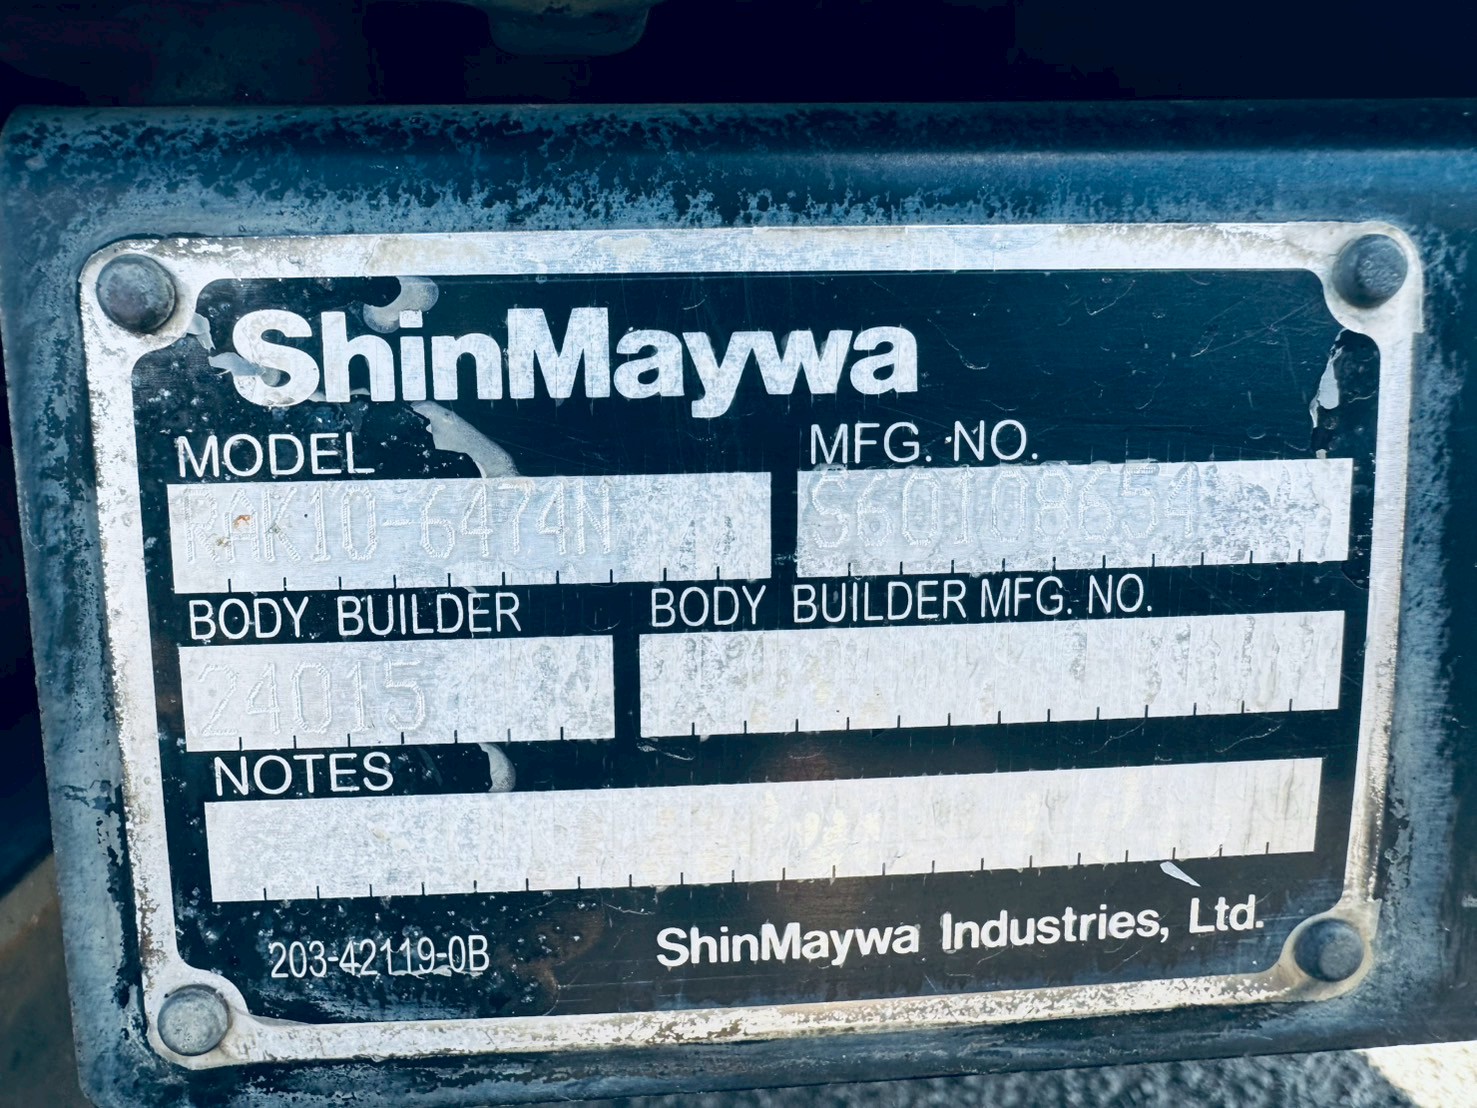 ShinMaywa
MODEL MFG. NO.
RAK10-6474N S60108654
BODY BUILDER BODY BUILDER MFG. NO.
24015
NOTES
203-42119-0B ShinMaywa Industries, Ltd.